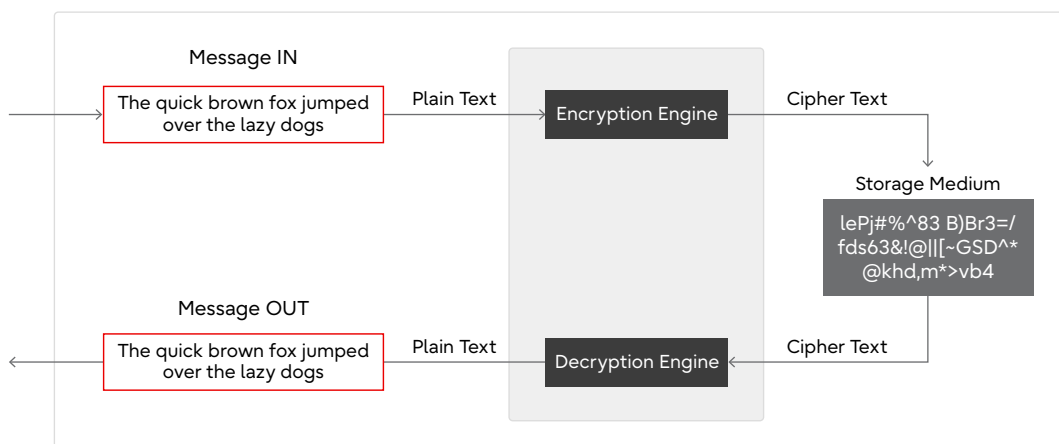 Message IN
The quick brown fox jumped
over the lazy dogs
Plain Text
Encryption Engine
Cipher Text
Storage Medium
lePj#%^83 B)Br3=/
fds63&!@||[~GSD^*
@khd,m*>vb4
Message OUT
The quick brown fox jumped
over the lazy dogs
Plain Text
Decryption Engine
Cipher Text